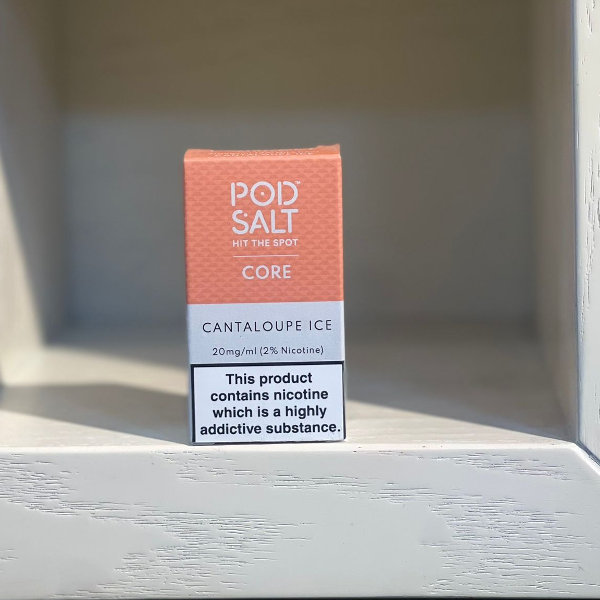 POD™
SALT
HIT THE SPOT
CORE
CANTALOUPE ICE
20mg/ml (2% Nicotine)
This product
contains nicotine
which is a highly
addictive substance.